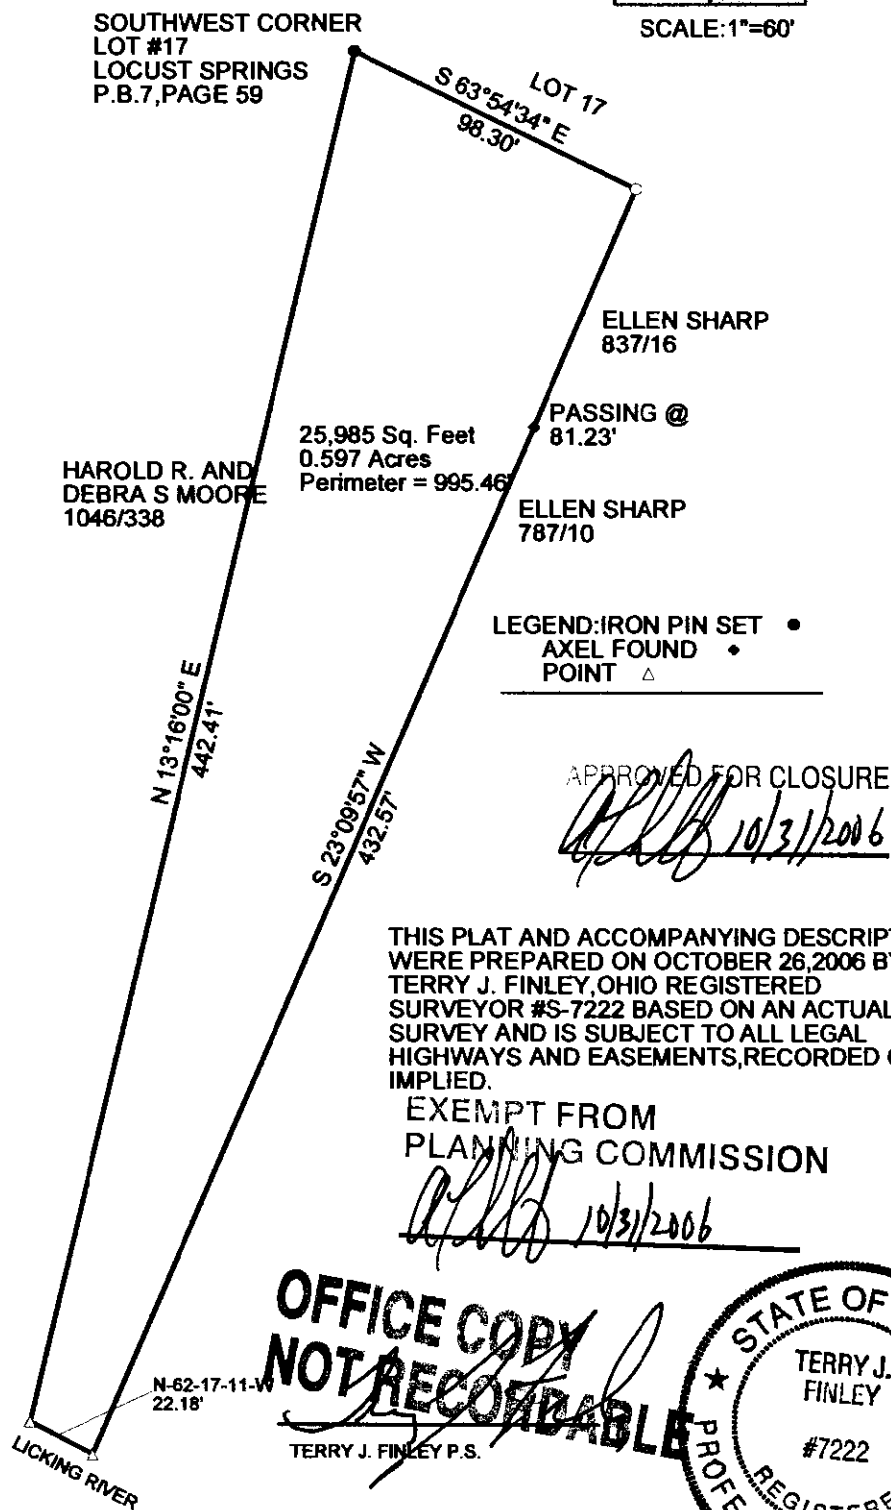 SCALE:1"=60'
SOUTHWEST CORNER
LOT #17
LOCUST SPRINGS
P.B.7,PAGE 59
LOT 17
S 63°54'34" E
98.30'
ELLEN SHARP
837/16
PASSING @
81.23'
25,985 Sq. Feet
0.597 Acres
Perimeter = 995.46'
HAROLD R. AND
DEBRA S MOORE
1046/338
ELLEN SHARP
787/10
LEGEND:IRON PIN SET ●
AXEL FOUND ◆
POINT △
N 13°16'00" E
442.41'
S 23°09'57" W
432.57'
APPROVED FOR CLOSURE
10/31/2006
THIS PLAT AND ACCOMPANYING DESCRIPT
WERE PREPARED ON OCTOBER 26,2006 B
TERRY J. FINLEY,OHIO REGISTERED
SURVEYOR #S-7222 BASED ON AN ACTUAL
SURVEY AND IS SUBJECT TO ALL LEGAL
HIGHWAYS AND EASEMENTS,RECORDED
IMPLIED.
EXEMPT FROM
PLANNING COMMISSION
10/31/2006
OFFICE COPY
NOT RECORDABLE
N-62-17-11-W
22.18'
LICKING RIVER
TERRY J. FINLEY P.S.
STATE OF
TERRY J.
FINLEY
#7222
PROFE
REGISTERE